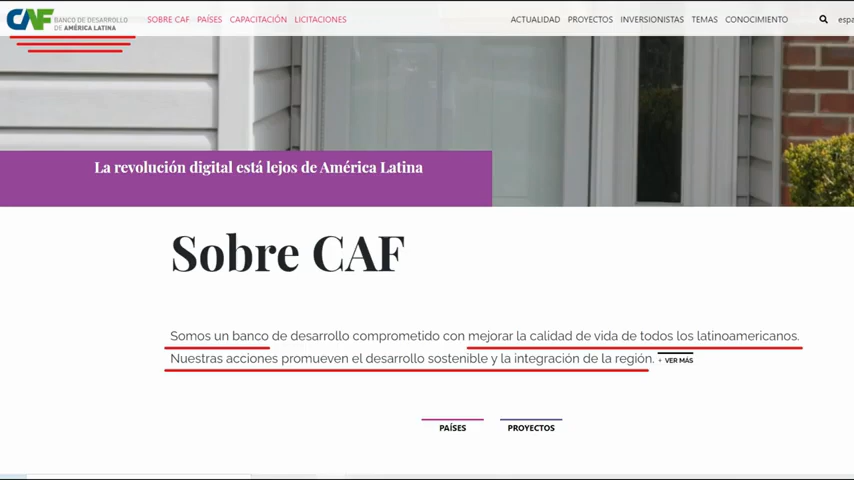 CAF BANCO DE DESARROLLO
DE AMÉRICA LATINA
SOBRE CAF PAÍSES CAPACITACIÓN LICITACIONES
ACTUALIDAD PROYECTOS INVERSIONISTAS TEMAS CONOCIMIENTO espa
La revolución digital está lejos de América Latina
Sobre CAF
Somos un banco de desarrollo comprometido con mejorar la calidad de vida de todos los latinoamericanos.
Nuestras acciones promueven el desarrollo sostenible y la integración de la región. + VER MÁS
PAÍSES PROYECTOS